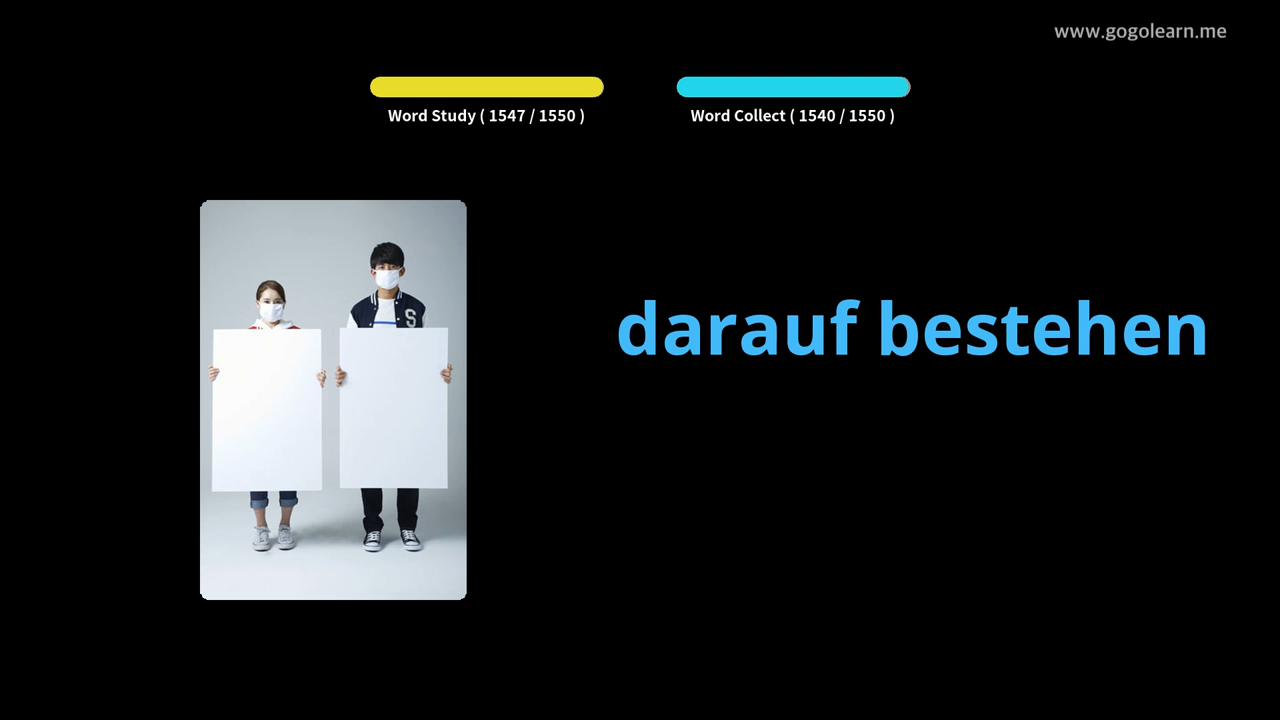 www.gogolearn.me
Word Study ( 1547 / 1550 )
Word Collect ( 1540 / 1550 )
S
darauf bestehen